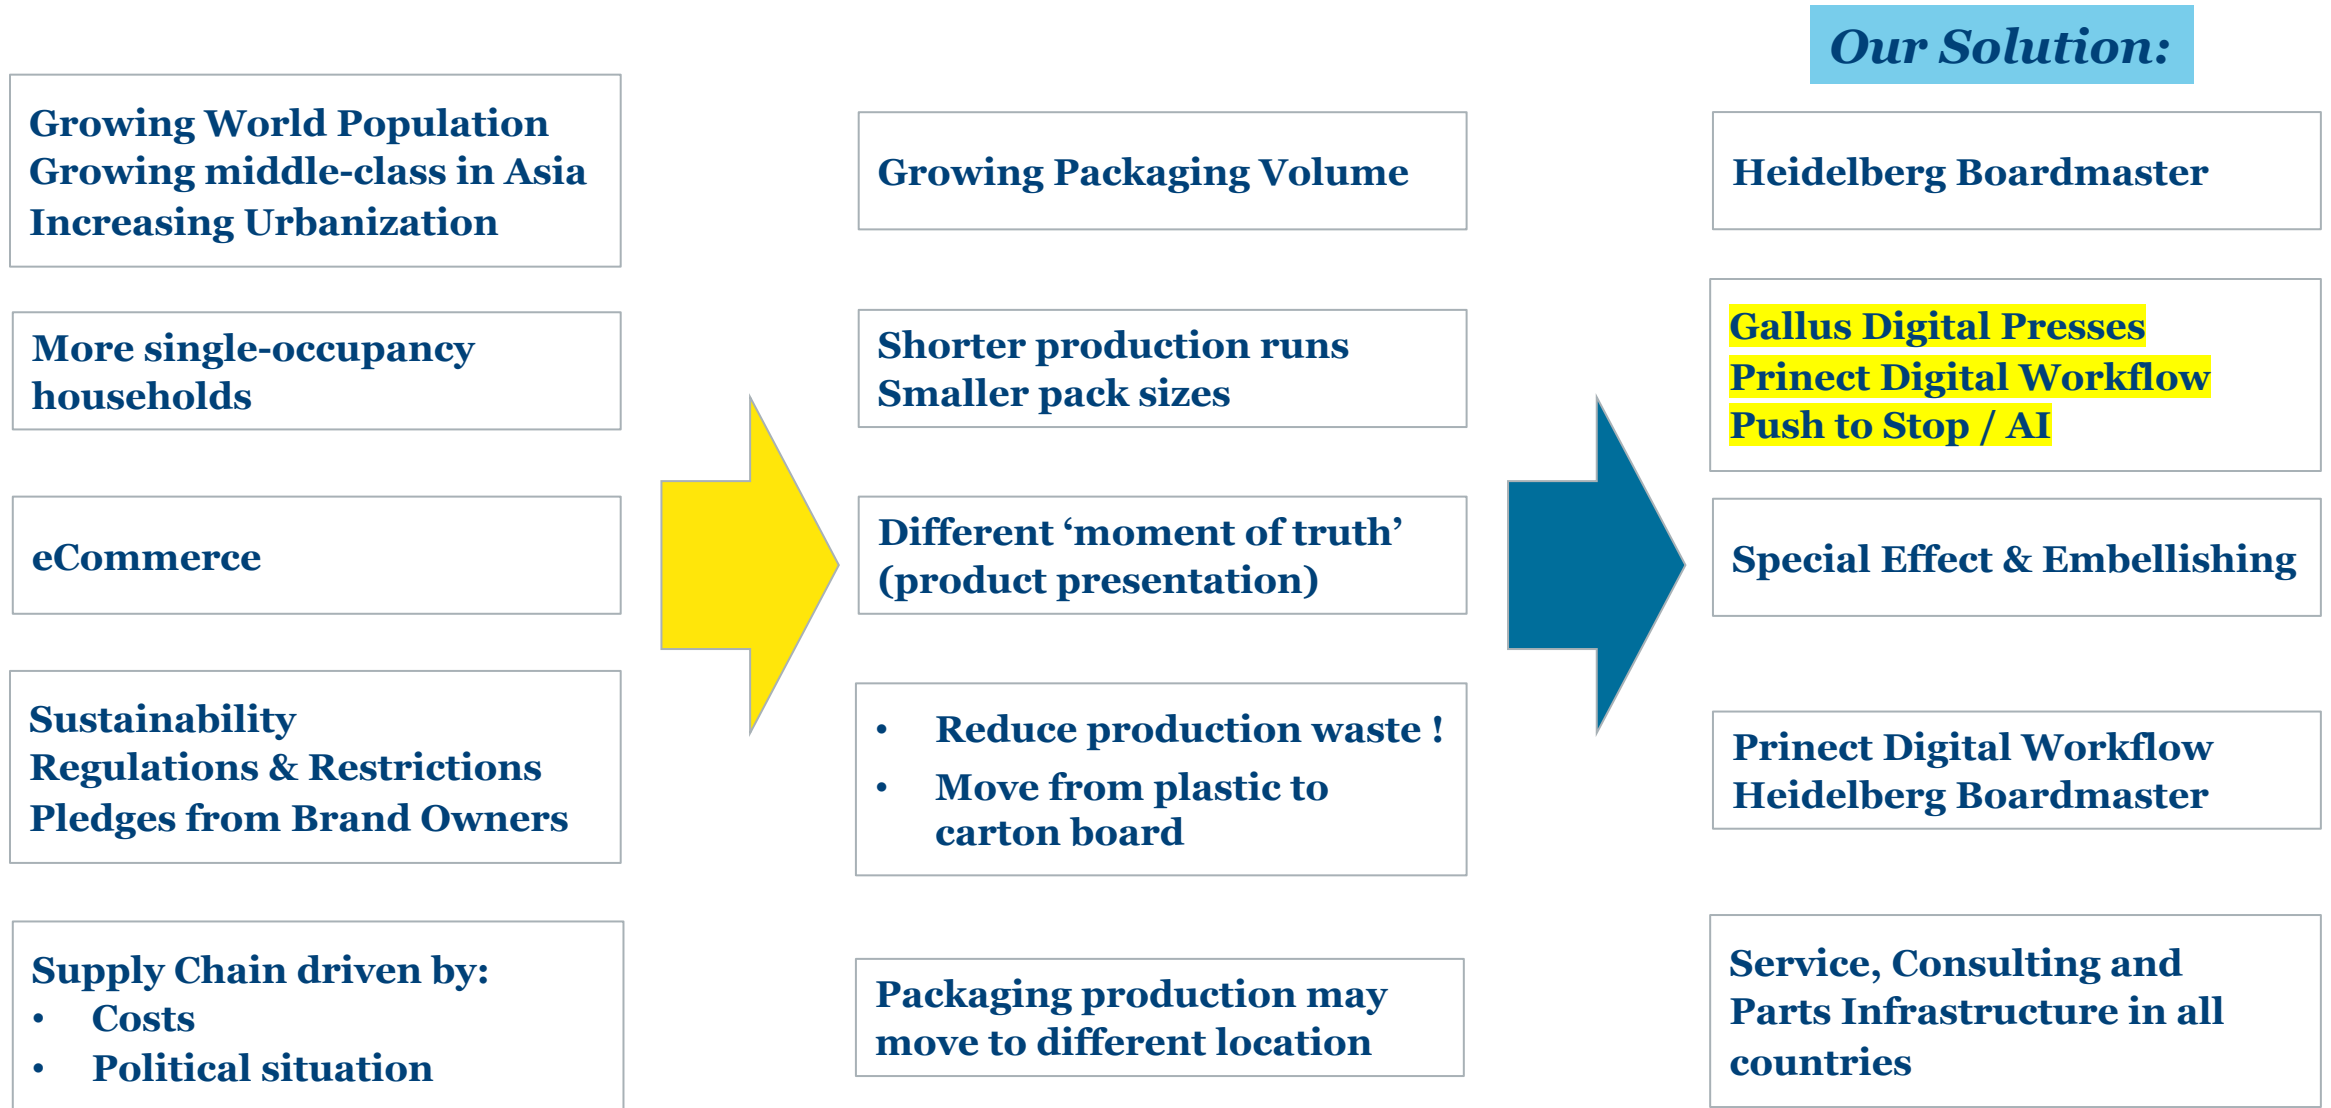 Our Solution:
Growing World Population
Growing middle-class in Asia
Increasing Urbanization
Growing Packaging Volume
Heidelberg Boardmaster
More single-occupancy
households
Shorter production runs
Smaller pack sizes
Gallus Digital Presses
Prinect Digital Workflow
Push to Stop / AI
eCommerce
Different ‘moment of truth’
(product presentation)
Special Effect & Embellishing
Sustainability
Regulations & Restrictions
Pledges from Brand Owners
• Reduce production waste !
• Move from plastic to
carton board
Prinect Digital Workflow
Heidelberg Boardmaster
Supply Chain driven by:
• Costs
• Political situation
Packaging production may
move to different location
Service, Consulting and
Parts Infrastructure in all
countries